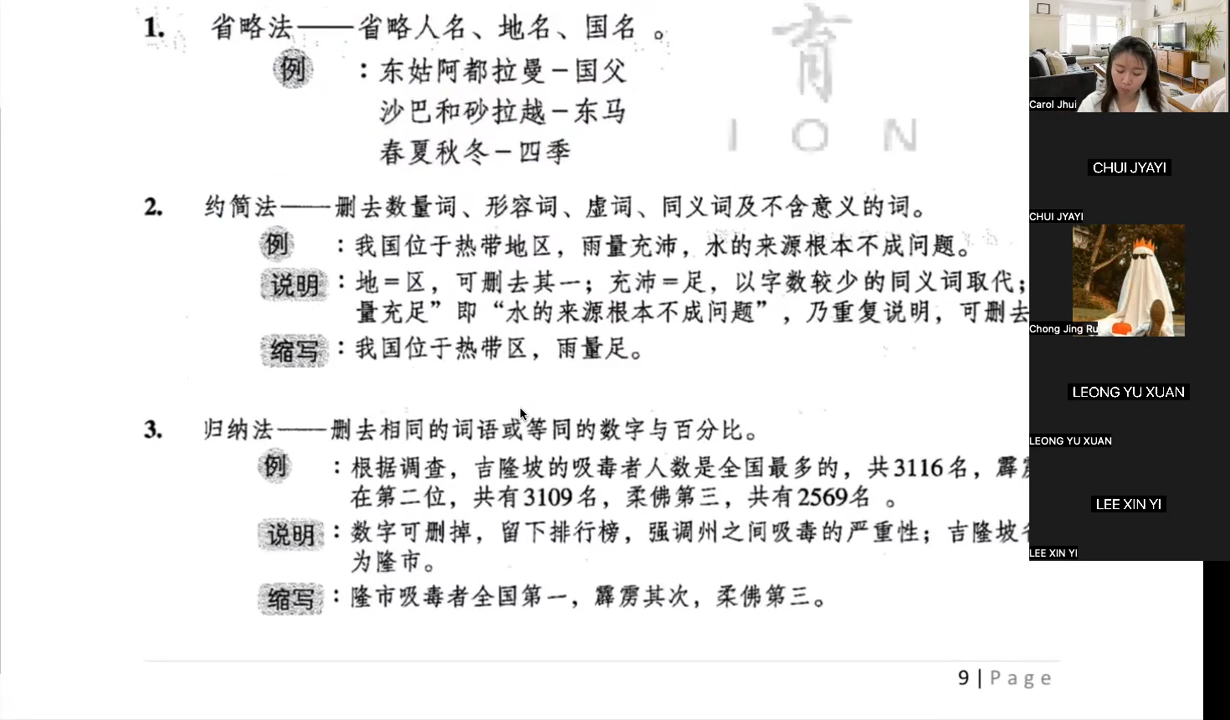 1. 省略法——省略人名、地名、国名 。
例 ：东姑阿都拉曼－国父
沙巴和砂拉越－东马
春夏秋冬－四季
育
I O N
2. 约简法——删去数量词、形容词、虚词、同义词及不含意义的词。
例 ：我国位于热带地区，雨量充沛，水的来源根本不成问题。
说明 ：地＝区，可删去其一；充沛＝足，以字数较少的同义词取代；
量充足”即“水的来源根本不成问题”，乃重复说明，可删去
缩写 ：我国位于热带区，雨量足。
3. 归纳法——删去相同的词语或等同的数字与百分比。
例 ：根据调查，吉隆坡的吸毒者人数是全国最多的，共3116名，霹
在第二位，共有3109名，柔佛第三，共有2569名 。
说明 ：数字可删掉，留下排行榜，强调州之间吸毒的严重性；吉隆坡
为隆市。
缩写 ：隆市吸毒者全国第一，霹雳其次，柔佛第三。
9 | Page
Carol Jhui
CHUI JYAYI
CHUI JYAYI
Chong Jing Ru
LEONG YU XUAN
LEONG YU XUAN
LEE XIN YI
LEE XIN YI